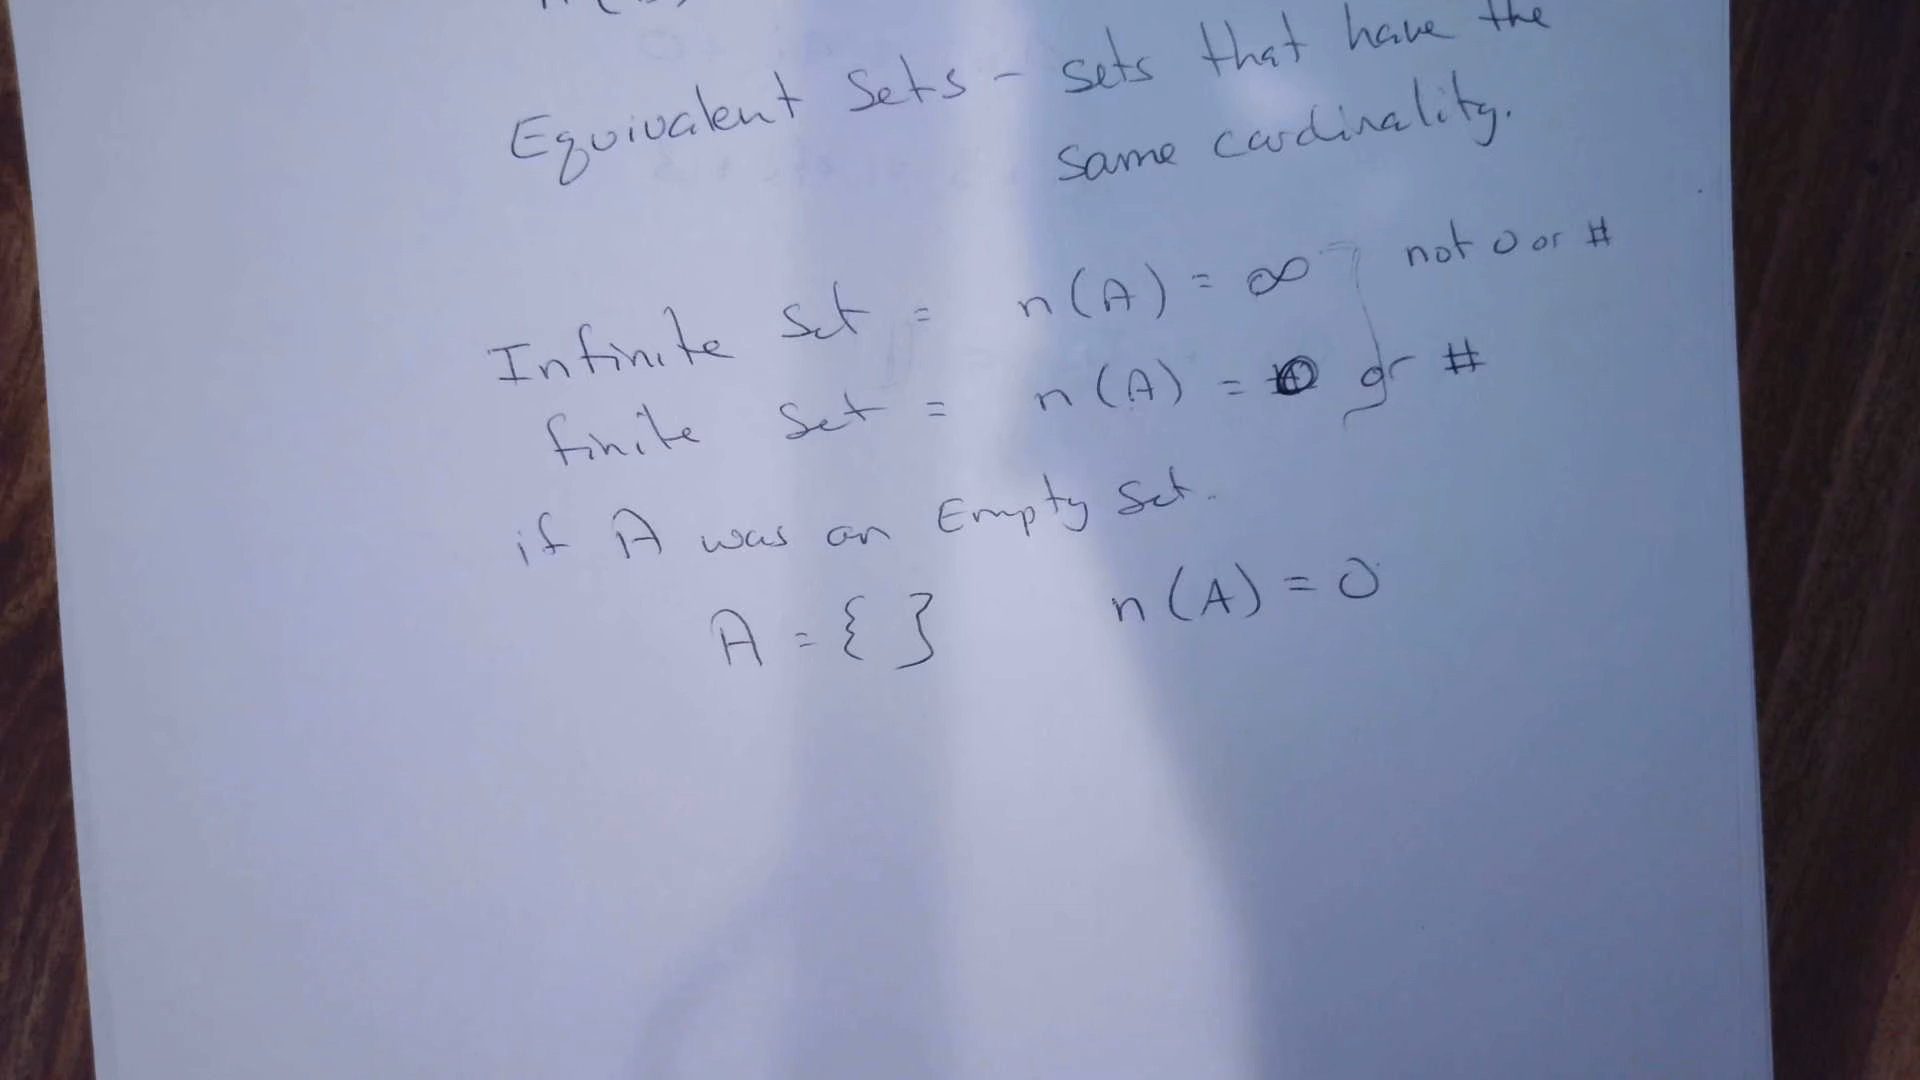 Equivalent Sets - sets that have the
same cardinality.
Infinite Set = n(A) = ∞ not 0 or #
finite Set = n(A) = 0 or #
if A was an Empty Set.
A = { } n(A) = 0